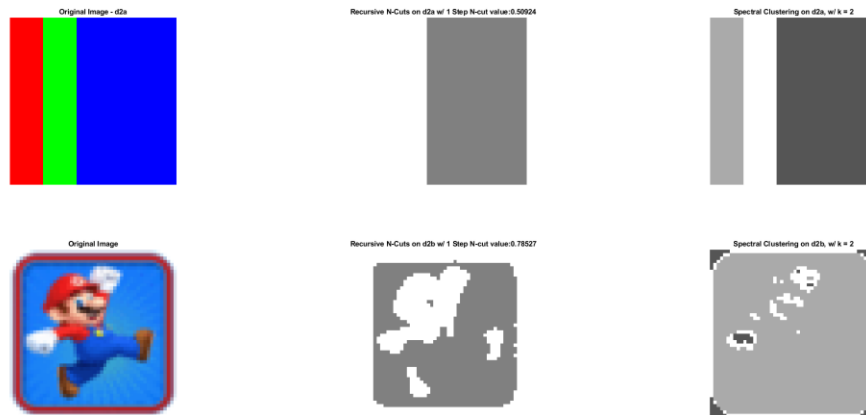 Original Image - d2a
Recursive N-Cuts on d2a w/ 1 Step N-cut value:0.50924
Spectral Clustering on d2a, w/ k = 2
Original Image
Recursive N-Cuts on d2b w/ 1 Step N-cut value:0.78527
Spectral Clustering on d2b, w/ k = 2